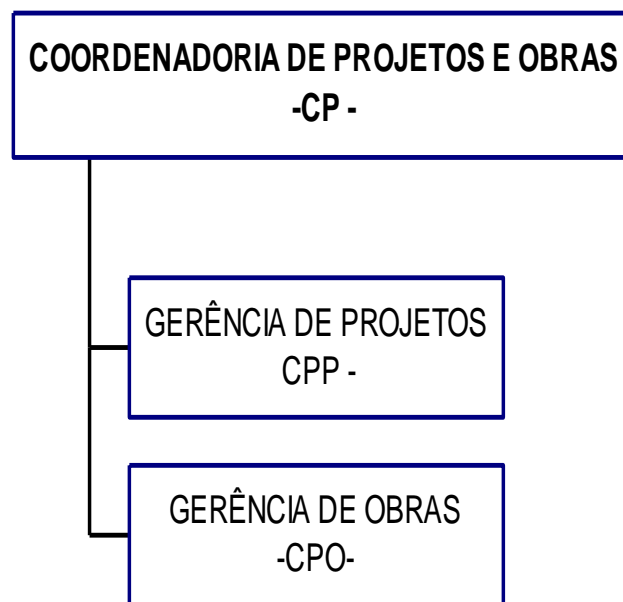 COORDENADORIA DE PROJETOS E OBRAS
-CP -
GERÊNCIA DE PROJETOS
CPP -
GERÊNCIA DE OBRAS
-CPO-